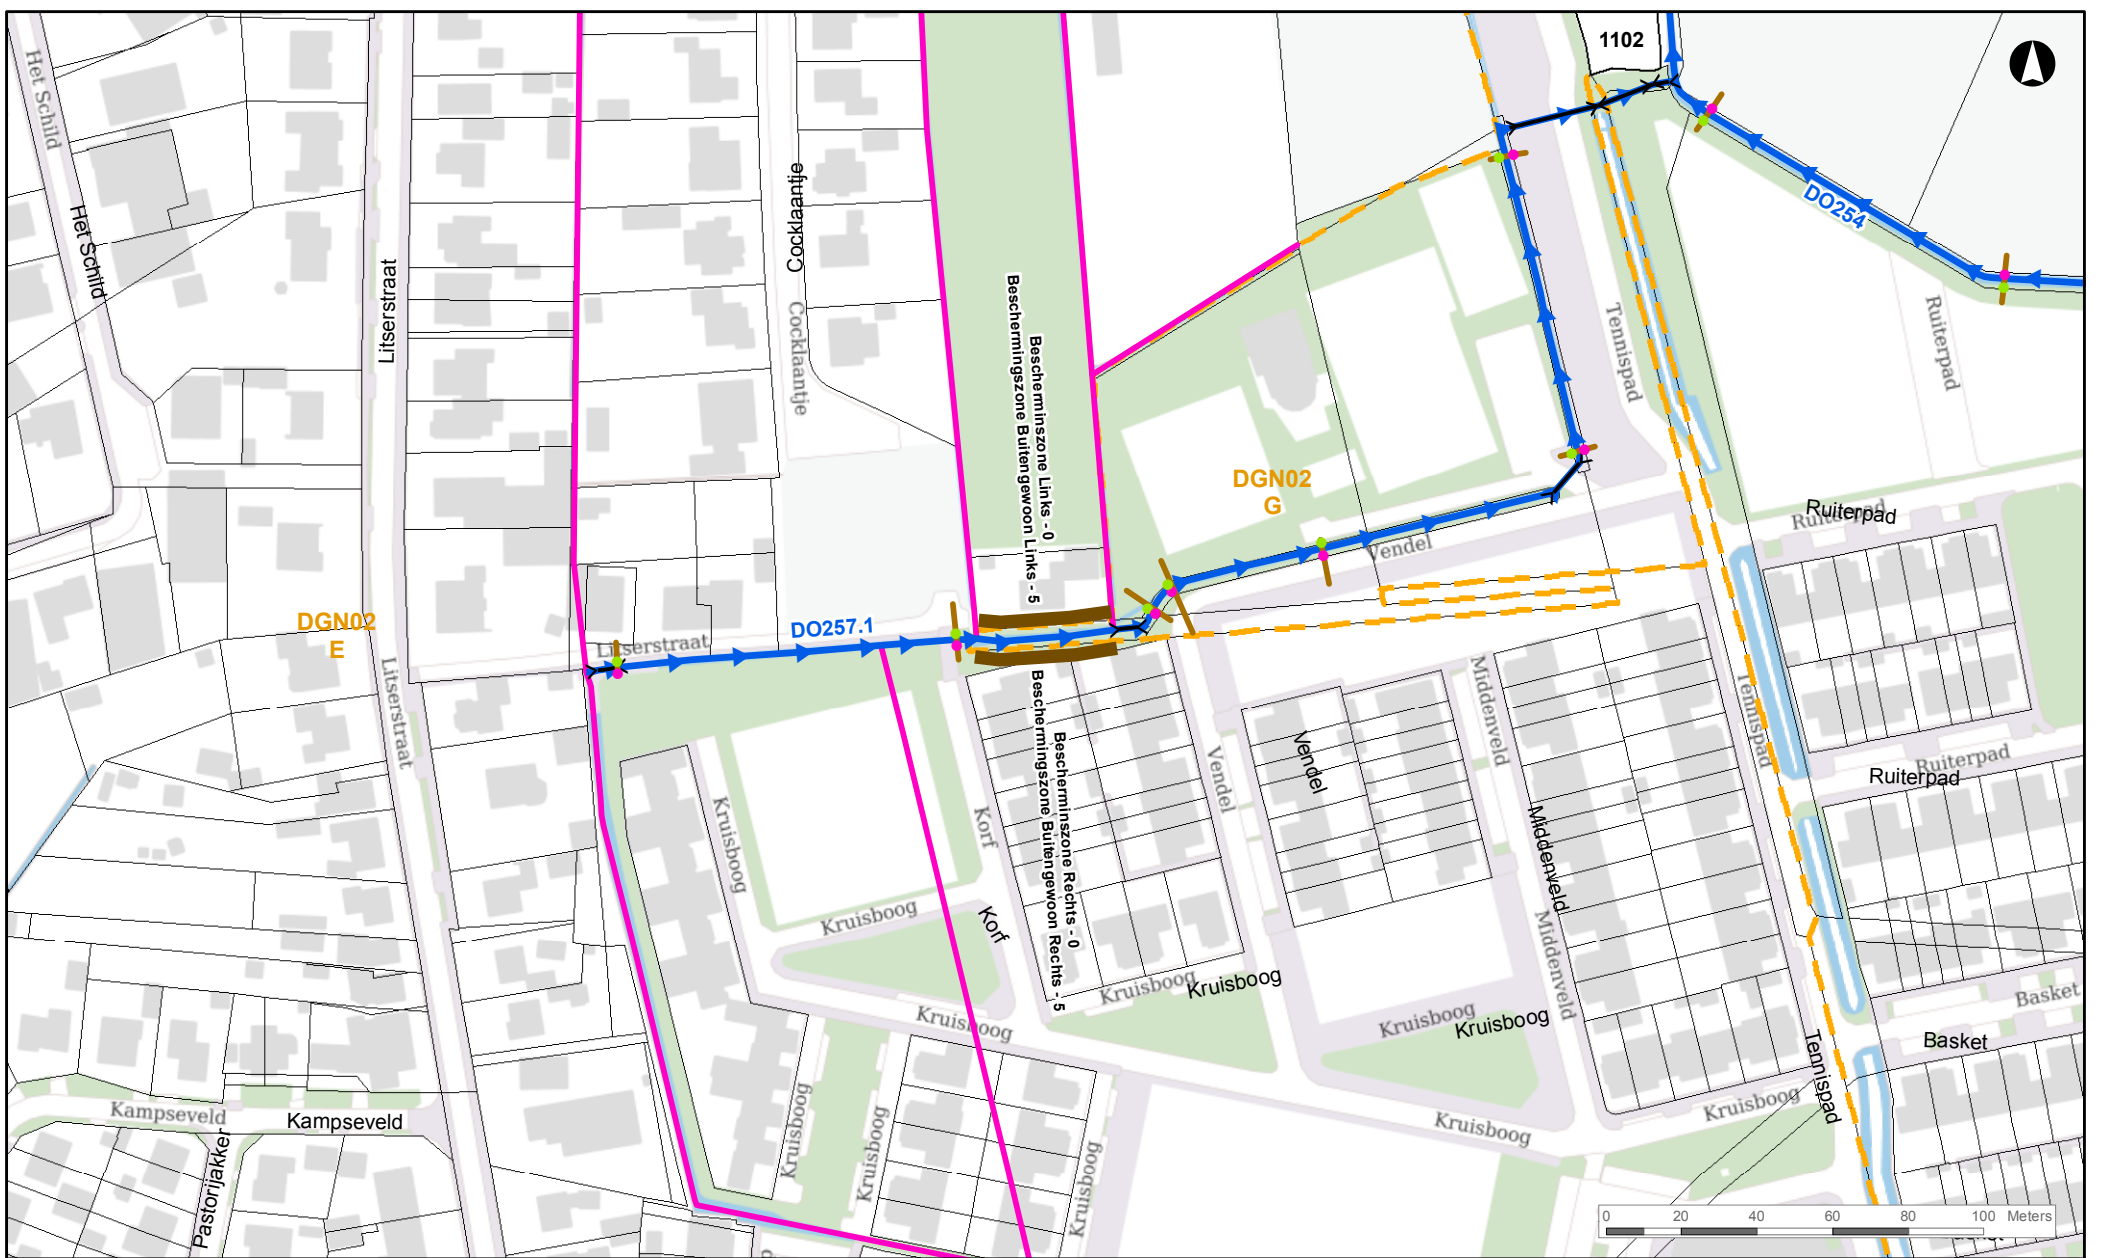 1102
Het Schild
Het Schild
Litserstraat
Cocklaantje
Cocklaantje
DO254
Tennispad
Ruiterpad
Beschermingszone Buitengewoon Links - 5
Bescherminszone Links - 0
DGN02
G
Ruiterpad
Ruiterpad
Vendel
DGN02
E
DO257.1
Litserstraat
Litserstraat
Beschermingszone Buitengewoon Rechts - 5
Bescherminszone Rechts - 0
Middenveld
Tennispad
Vendel
Vendel
Ruiterpad
Ruiterpad
Kruisboog
Korf
Middenveld
Kruisboog
Korf
Middenveld
Kruisboog
Kruisboog
Kruisboog
Kruisboog
Kruisboog
Basket
Basket
Tennispad
Kampseveld
Kampseveld
Kruisboog
Kruisboog
Kruisboog
Kruisboog
Kruisboog
Pastorijakker
0 20 40 60 80 100 Meters